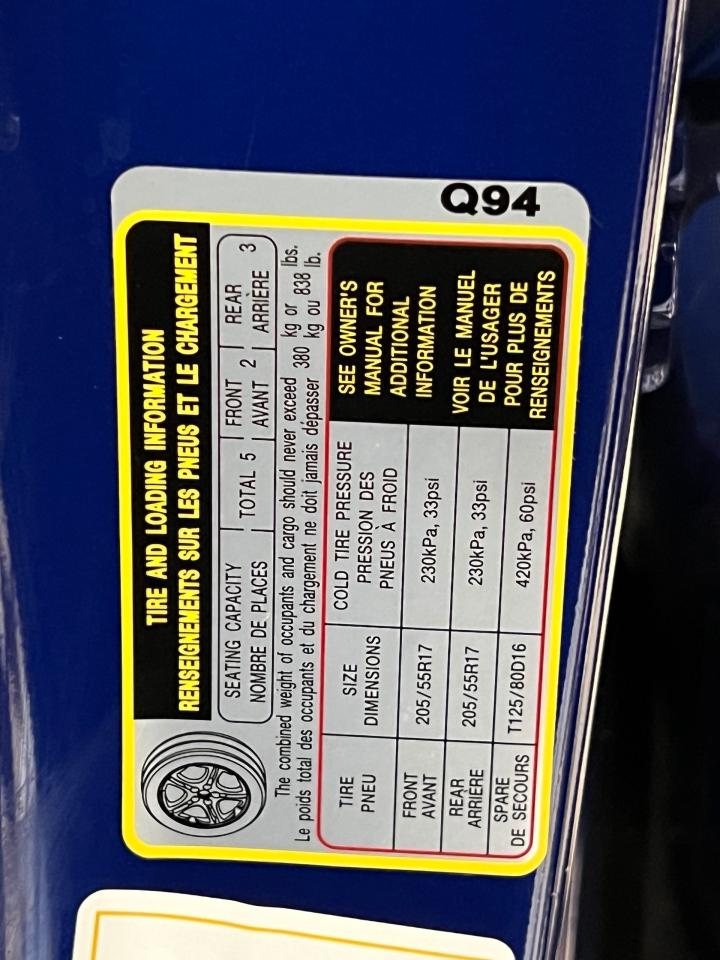 Q94
TIRE AND LOADING INFORMATION
RENSEIGNEMENTS SUR LES PNEUS ET LE CHARGEMENT
SEATING CAPACITY TOTAL 5 FRONT 2 REAR 3
NOMBRE DE PLACES AVANT ARRIÈRE
The combined weight of occupants and cargo should never exceed 380 kg or 838 lbs.
Le poids total des occupants et du chargement ne doit jamais dépasser 380 kg ou 838 lb.
TIRE SIZE COLD TIRE PRESSURE
PNEU DIMENSIONS PRESSION DES
PNEUS À FROID
FRONT 205/55R17 230kPa, 33psi
AVANT
REAR 205/55R17 230kPa, 33psi
ARRIÈRE
SPARE T125/80D16 420kPa, 60psi
DE SECOURS
SEE OWNER'S
MANUAL FOR
ADDITIONAL
INFORMATION
VOIR LE MANUEL
DE L'USAGER
POUR PLUS DE
RENSEIGNEMENTS